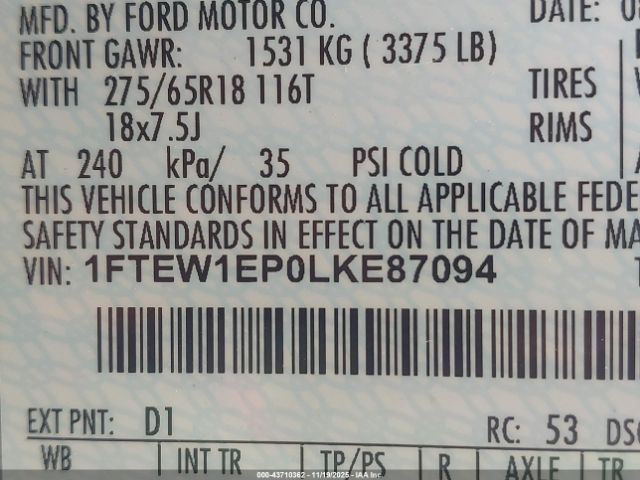 MFD. BY FORD MOTOR CO. DATE: 08
FRONT GAWR: 1531 KG ( 3375 LB)
WITH 275/65R18 116T TIRES
18x7.5J RIMS
AT 240 kPa/ 35 PSI COLD
THIS VEHICLE CONFORMS TO ALL APPLICABLE FEDE
SAFETY STANDARDS IN EFFECT ON THE DATE OF MA
VIN: 1FTEW1EP0LKE87094
EXT PNT: D1 RC: 53 DSO
WB INT TR TP/PS R AXLE TR
000-43710362 - 11/19/2025 - IAA Inc.